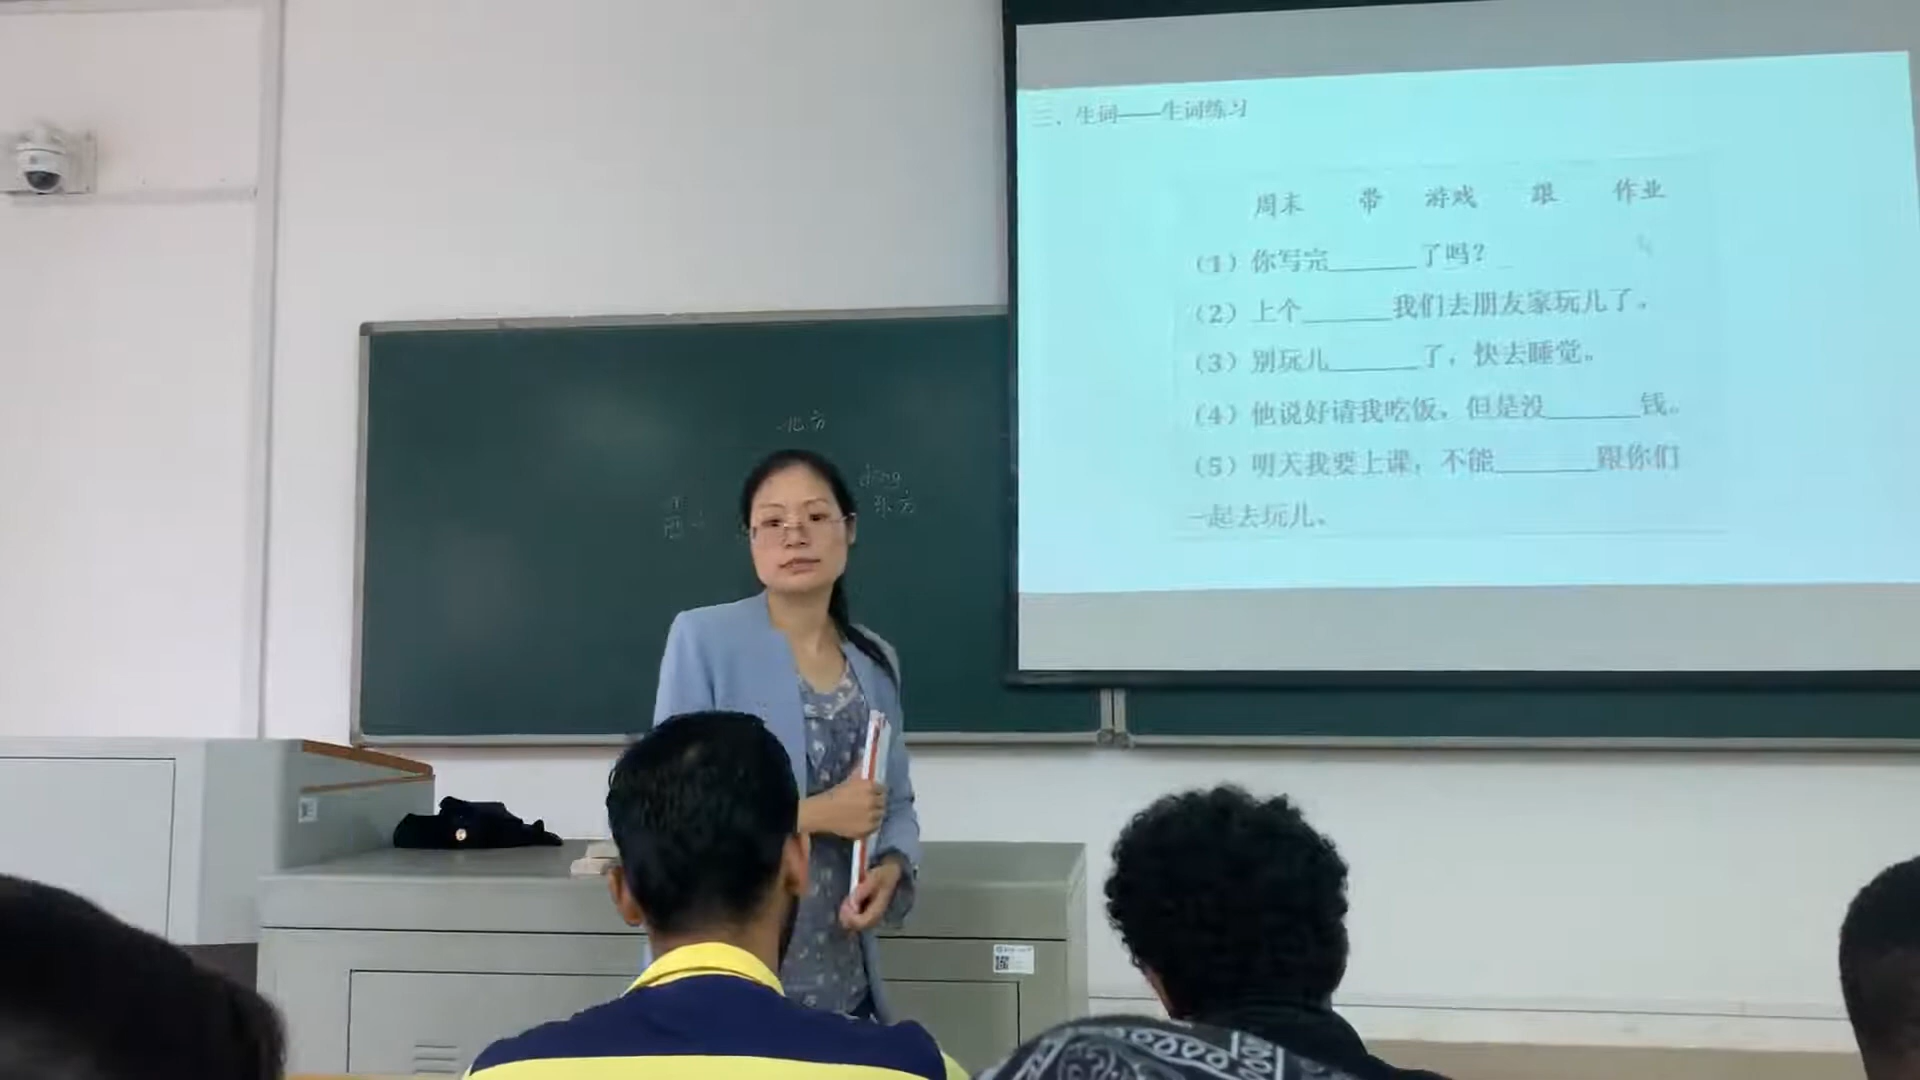 三、生词——生词练习
周末 带 游戏 跟 作业
（1）你写完______了吗？
（2）上个______我们去朋友家玩儿了。
（3）别玩儿______了，快去睡觉。
（4）他说好请我吃饭，但是没______钱。
（5）明天我要上课，不能______跟你们
一起去玩儿。
北方
dōng
东方
西